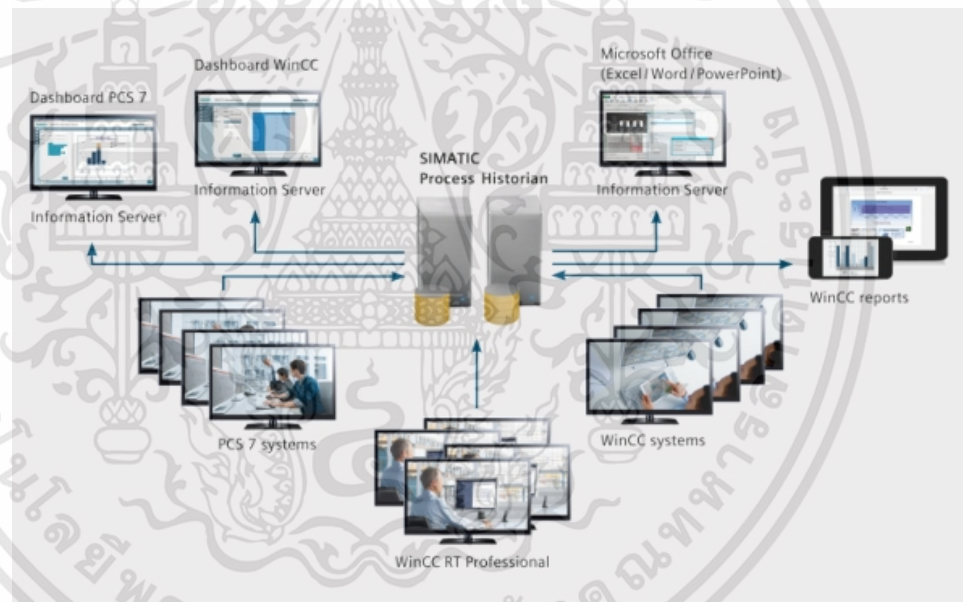 Microsoft Office
(Excel / Word / PowerPoint)
Dashboard WinCC
Dashboard PCS 7
SIMATIC
Process Historian
Information Server
Information Server
Information Server
WinCC reports
PCS 7 systems
WinCC systems
WinCC RT Professional